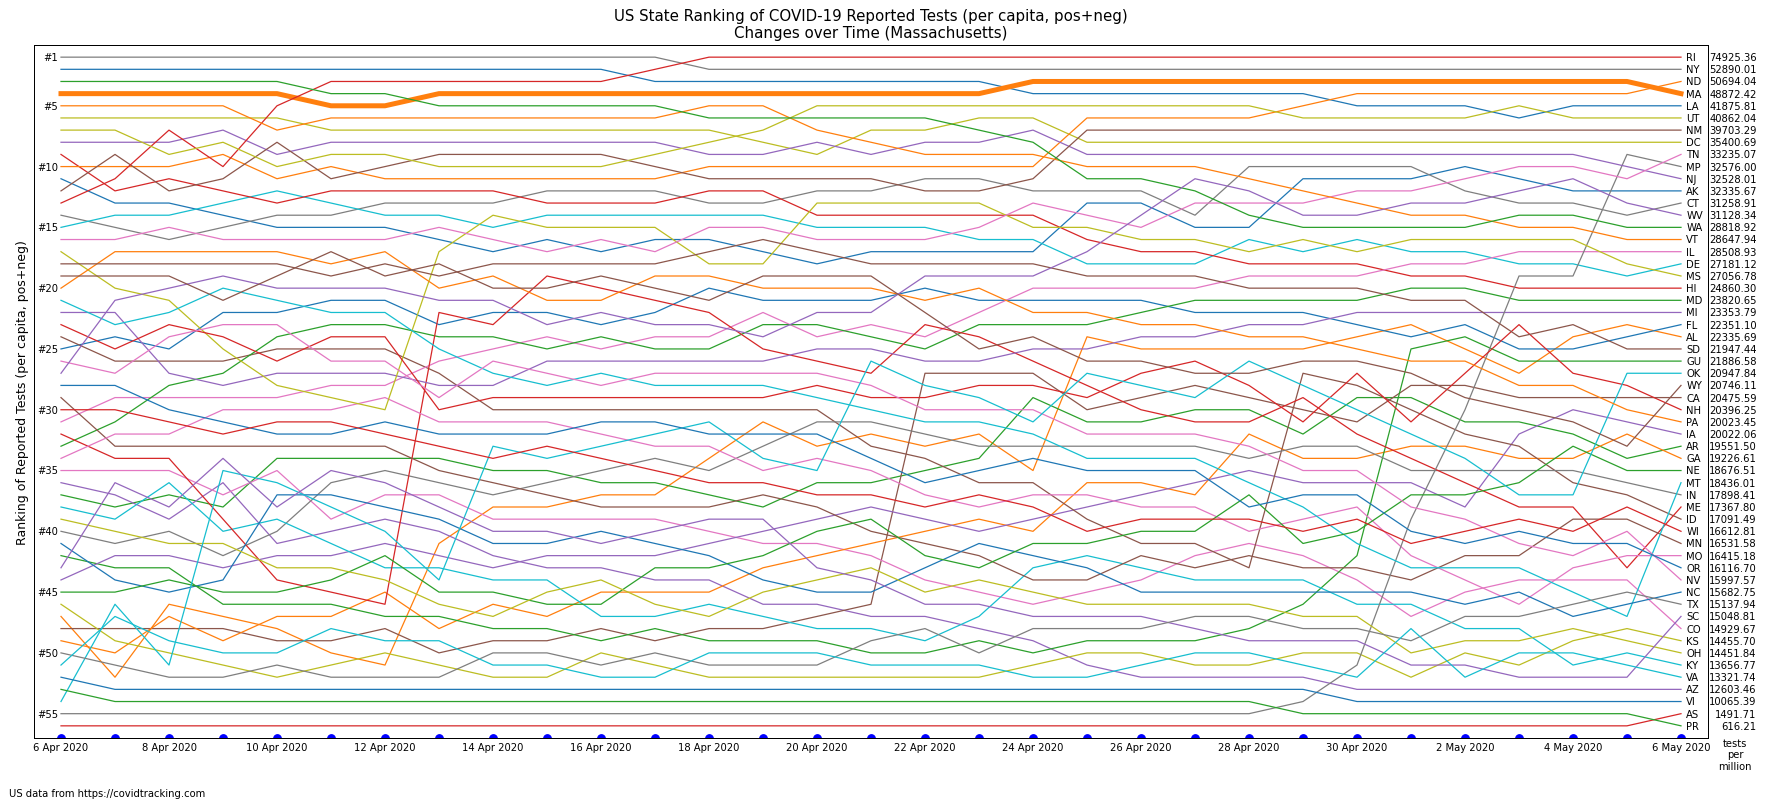 US State Ranking of COVID-19 Reported Tests (per capita, pos+neg)
Changes over Time (Massachusetts)
Ranking of Reported Tests (per capita, pos+neg)
#1
#5
#10
#15
#20
#25
#30
#35
#40
#45
#50
#55
RI 74925.36
NY 52890.01
ND 50694.04
MA 48872.42
LA 41875.81
UT 40862.04
NM 39703.29
DC 35400.69
TN 33235.07
MP 32576.00
NJ 32528.01
AK 32335.67
CT 31258.91
WV 31128.34
WA 28818.92
VT 28647.94
IL 28508.93
DE 27181.12
MS 27056.78
HI 24860.30
MD 23820.65
MI 23353.79
FL 22351.10
AL 22335.69
SD 21947.44
GU 21886.58
OK 20947.84
WY 20746.11
CA 20475.59
NH 20396.25
PA 20023.45
IA 20022.06
AR 19551.50
GA 19226.61
NE 18676.51
MT 18436.01
IN 17898.41
ME 17367.80
ID 17091.49
WI 16612.81
MN 16531.58
MO 16415.18
OR 16116.70
NV 15997.57
NC 15682.75
TX 15137.94
SC 15048.81
CO 14929.67
KS 14455.70
OH 14451.84
KY 13656.77
VA 13321.74
AZ 12603.46
VI 10065.39
AS 1491.71
PR 616.21
6 Apr 2020 8 Apr 2020 10 Apr 2020 12 Apr 2020 14 Apr 2020 16 Apr 2020 18 Apr 2020 20 Apr 2020 22 Apr 2020 24 Apr 2020 26 Apr 2020 28 Apr 2020 30 Apr 2020 2 May 2020 4 May 2020 6 May 2020
tests
per
million
US data from https://covidtracking.com